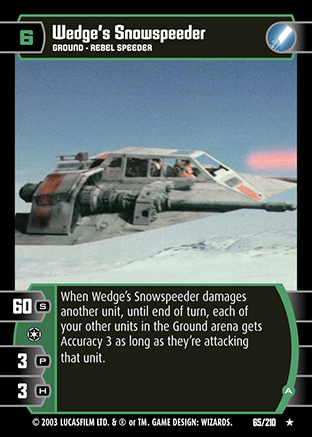 6
Wedge's Snowspeeder
GROUND - REBEL SPEEDER
60 S
When Wedge's Snowspeeder damages
another unit, until end of turn, each of
your other units in the Ground arena gets
Accuracy 3 as long as they're attacking
that unit.
3 P
3 H
A
© 2003 LUCASFILM LTD. & ® or TM. GAME DESIGN: WIZARDS.
65/210